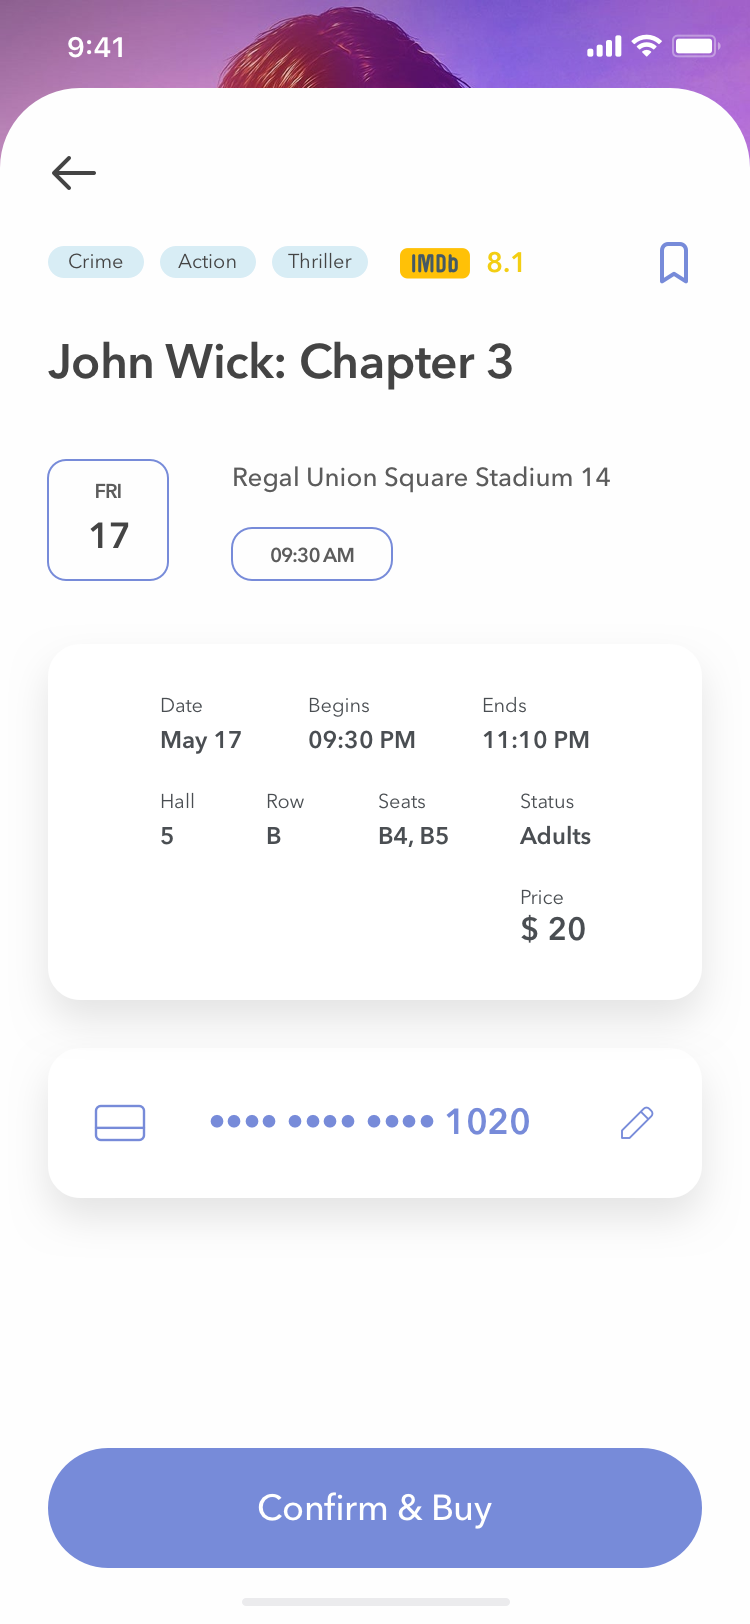 9:41
Crime Action Thriller IMDb 8.1
John Wick: Chapter 3
FRI
17
Regal Union Square Stadium 14
09:30 AM
Date Begins Ends
May 17 09:30 PM 11:10 PM
Hall Row Seats Status
5 B B4, B5 Adults
Price
$ 20
•••• •••• •••• 1020
Confirm & Buy